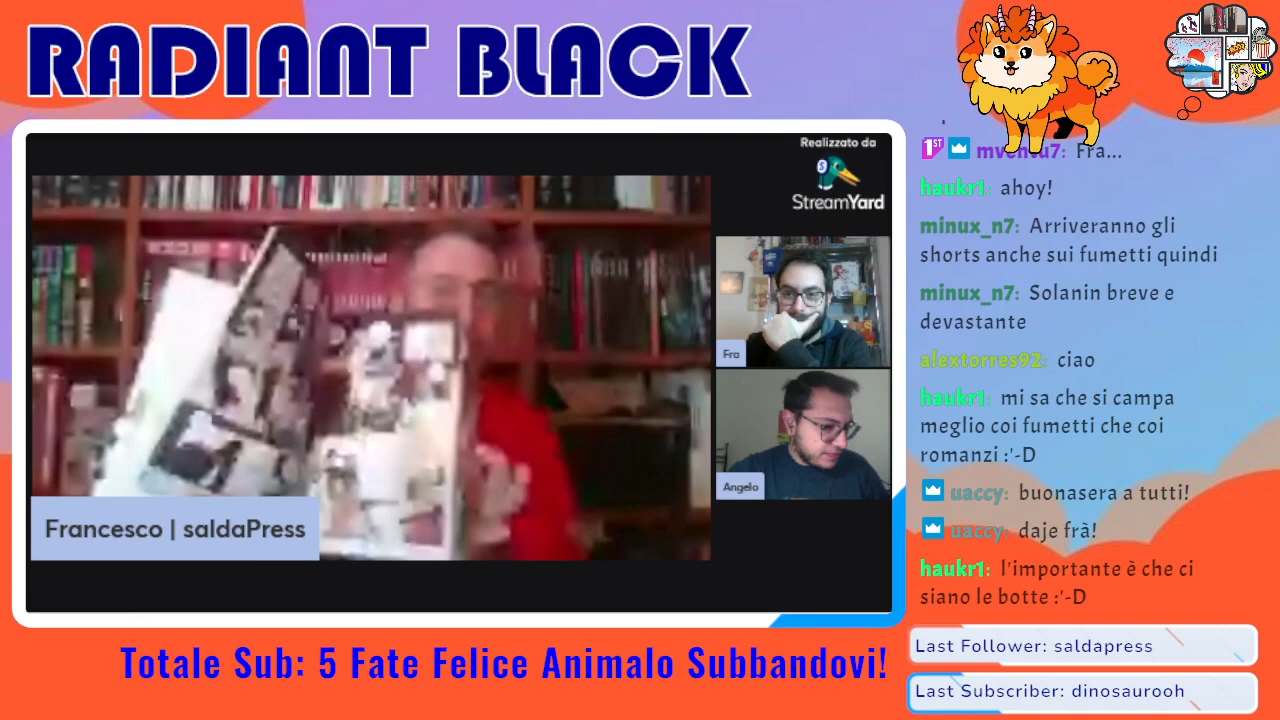 RADIANT BLACK
Realizzato da
StreamYard
Fra
Angelo
Francesco | saldaPress
mventu7: Fra...
haukr1: ahoy!
minux_n7: Arriveranno gli
shorts anche sui fumetti quindi
minux_n7: Solanin breve e
devastante
alextorres92: ciao
haukr1: mi sa che si campa
meglio coi fumetti che coi
romanzi :'-D
uaccy: buonasera a tutti!
uaccy: daje frà!
haukr1: l'importante è che ci
siano le botte :'-D
Totale Sub: 5 Fate Felice Animalo Subbandovi!
Last Follower: saldapress
Last Subscriber: dinosaurooh